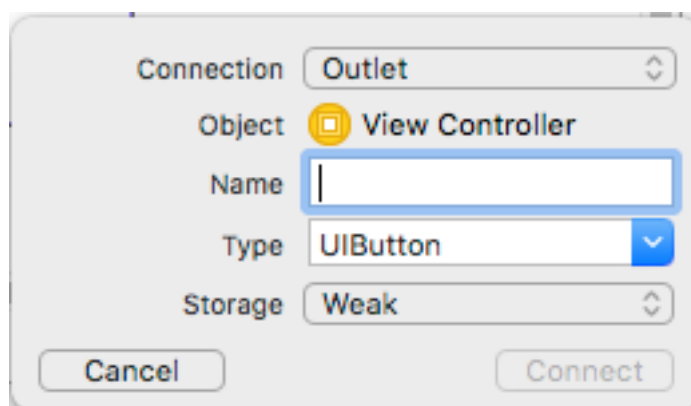 Connection Outlet
Object View Controller
Name
Type UIButton
Storage Weak
Cancel Connect